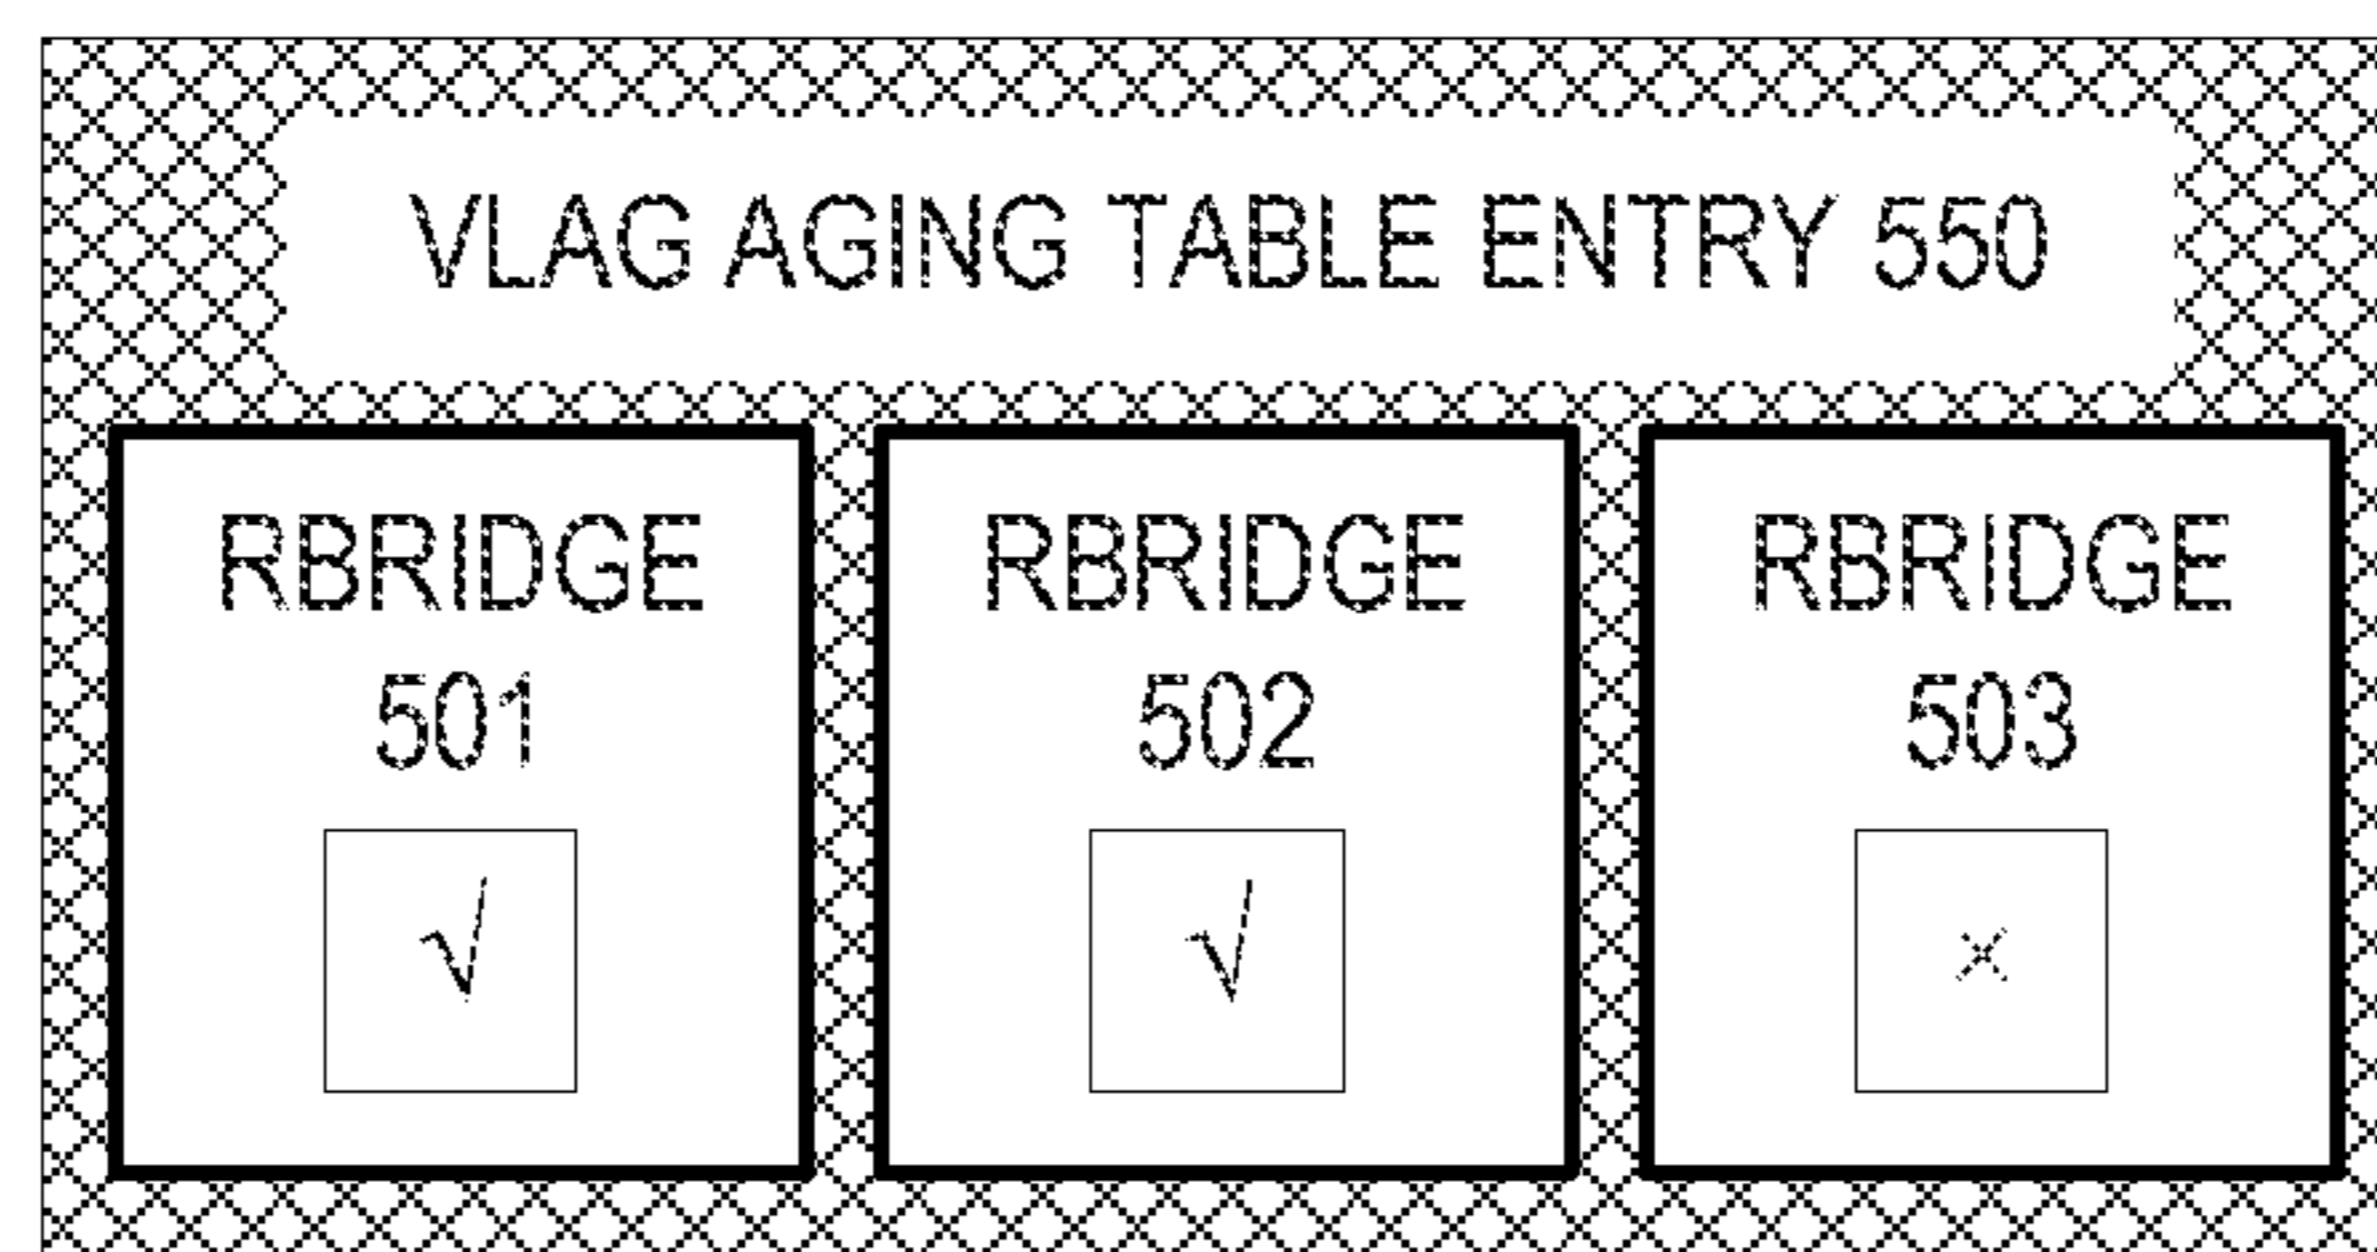 VLAG AGING TABLE ENTRY 550
RBRIDGE
501
√
RBRIDGE
502
√
RBRIDGE
503
×